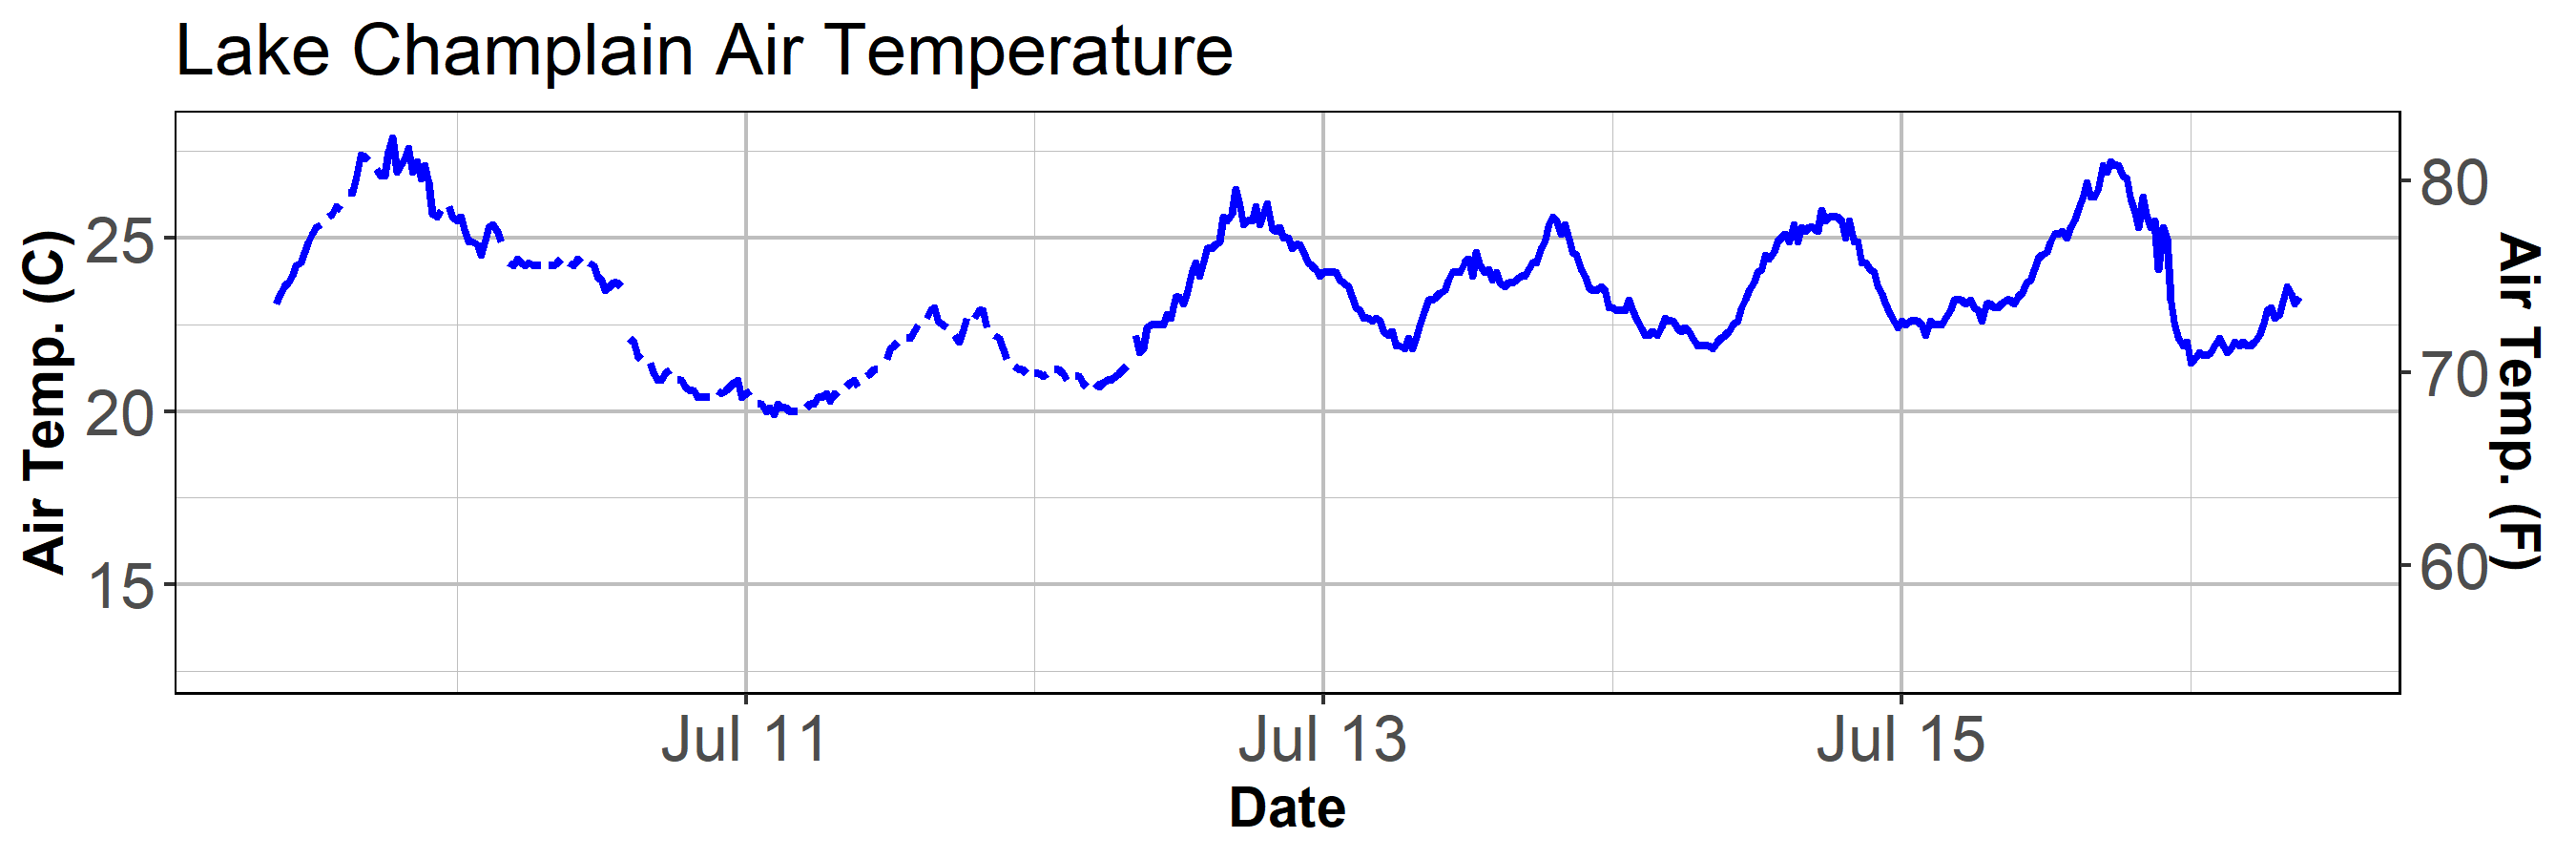 Lake Champlain Air Temperature
Air Temp. (C)
25
20
15
80
70
60
Air Temp. (F)
Jul 11
Jul 13
Jul 15
Date